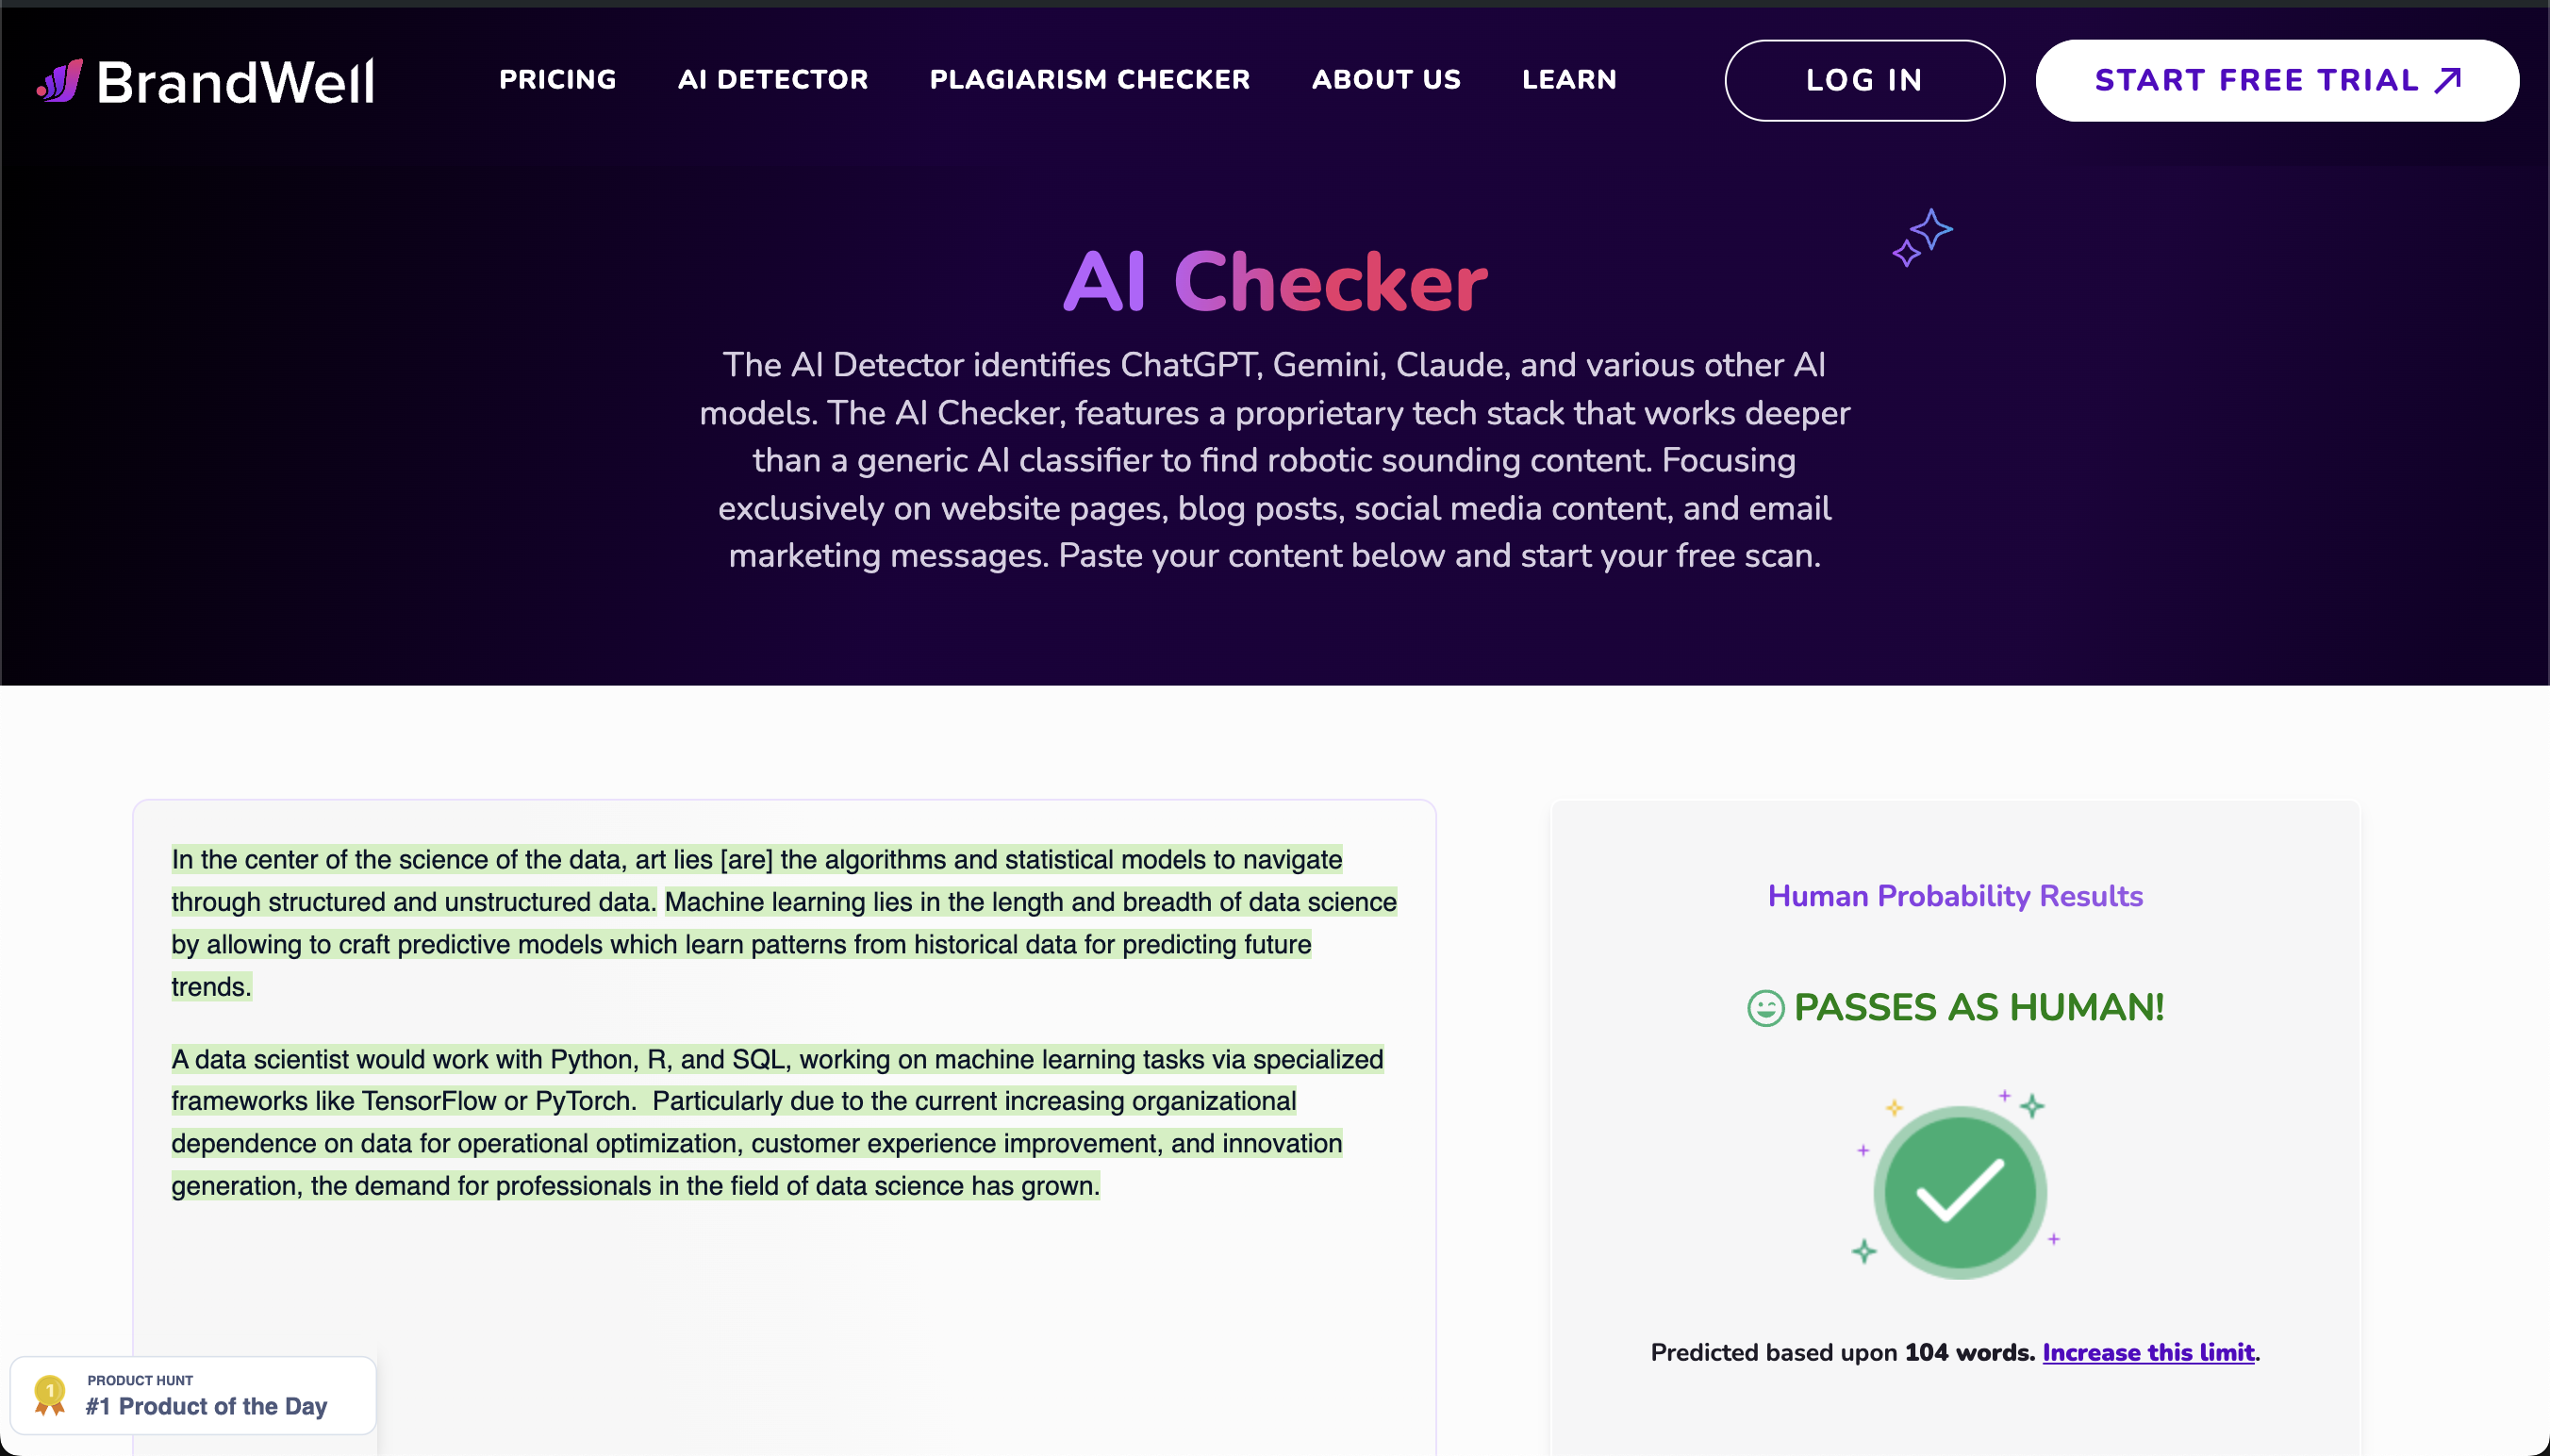 BrandWell
PRICING
AI DETECTOR
PLAGIARISM CHECKER
ABOUT US
LEARN
LOG IN
START FREE TRIAL
AI Checker
The AI Detector identifies ChatGPT, Gemini, Claude, and various other AI
models. The AI Checker, features a proprietary tech stack that works deeper
than a generic AI classifier to find robotic sounding content. Focusing
exclusively on website pages, blog posts, social media content, and email
marketing messages. Paste your content below and start your free scan.
In the center of the science of the data, art lies [are] the algorithms and statistical models to navigate
through structured and unstructured data. Machine learning lies in the length and breadth of data science
by allowing to craft predictive models which learn patterns from historical data for predicting future
trends.
A data scientist would work with Python, R, and SQL, working on machine learning tasks via specialized
frameworks like TensorFlow or PyTorch.  Particularly due to the current increasing organizational
dependence on data for operational optimization, customer experience improvement, and innovation
generation, the demand for professionals in the field of data science has grown.
Human Probability Results
PASSES AS HUMAN!
Predicted based upon 104 words. Increase this limit.
1
PRODUCT HUNT
#1 Product of the Day